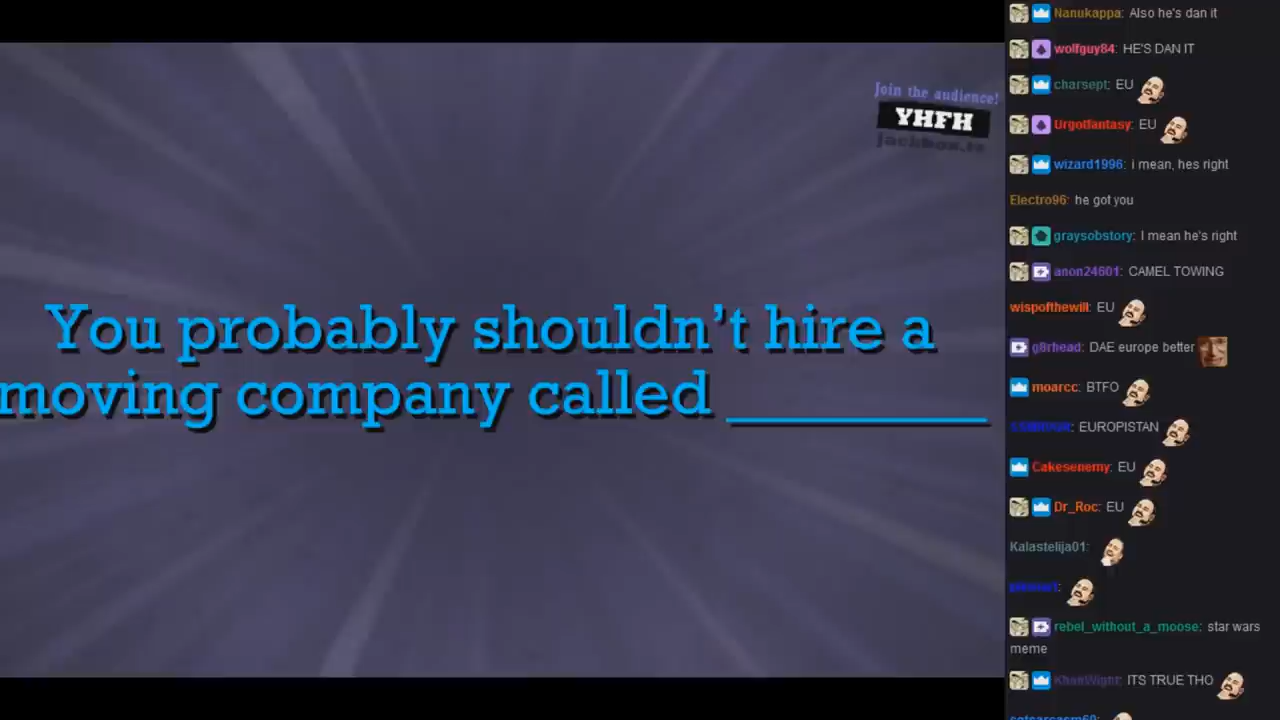 Join the audience!
YHFH
jackbox.tv
You probably shouldn't hire a
moving company called
Nanukappa: Also he's dan it
wolfguy84: HE'S DAN IT
charsept: EU
Urgotfantasy: EU
wizard1996: i mean, hes right
Electro96: he got you
graysobstory: I mean he's right
anon24601: CAMEL TOWING
wispofthewill: EU
g8rhead: DAE europe better
moarcc: BTFO
: EUROPISTAN
Cakesenemy: EU
Dr_Roc: EU
Kalastelija01:
rebel_without_a_moose: star wars
meme
KhanWight: ITS TRUE THO